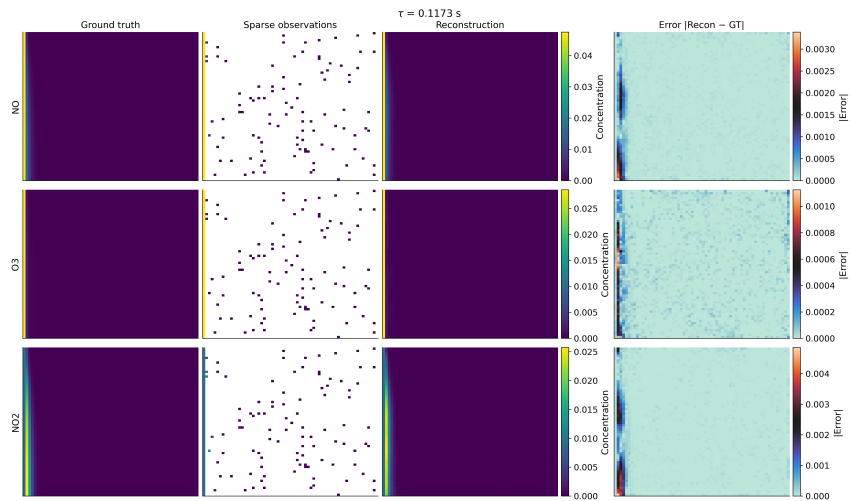 τ = 0.1173 s
Ground truth
Sparse observations
Reconstruction
Error |Recon − GT|
NO
0.04
0.03
0.02
0.01
0.00
Concentration
0.0030
0.0025
0.0020
0.0015
0.0010
0.0005
0.0000
|Error|
O3
0.025
0.020
0.015
0.010
0.005
0.000
Concentration
0.0010
0.0008
0.0006
0.0004
0.0002
0.0000
|Error|
NO2
0.025
0.020
0.015
0.010
0.005
0.000
Concentration
0.004
0.003
0.002
0.001
0.000
|Error|